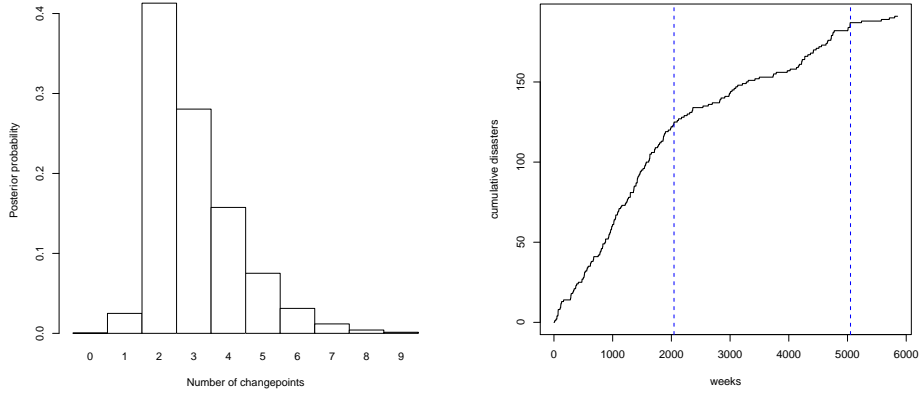 Posterior probability
0.4
0.3
0.2
0.1
0.0
0 1 2 3 4 5 6 7 8 9
Number of changepoints
cumulative disasters
150
100
50
0
0 1000 2000 3000 4000 5000 6000
weeks